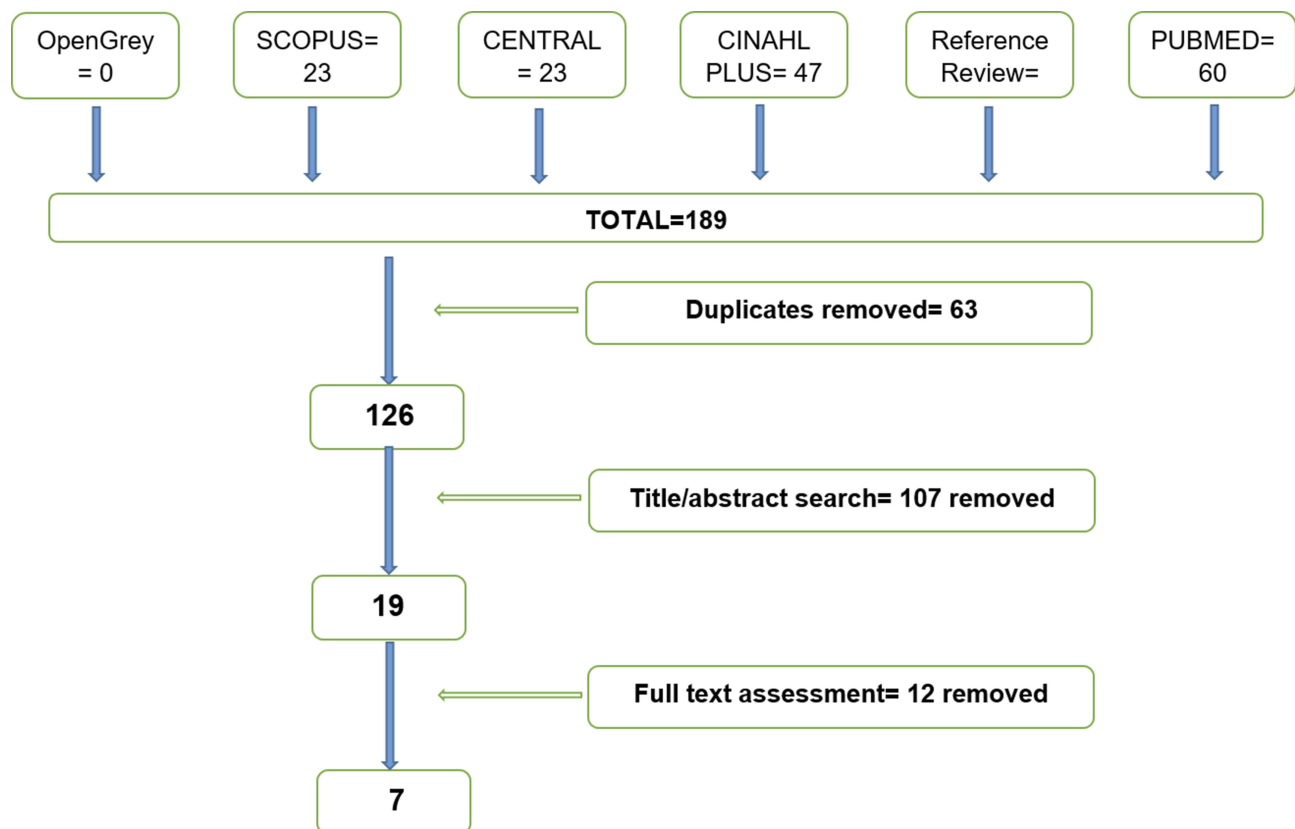 OpenGrey
= 0
SCOPUS=
23
CENTRAL
= 23
CINAHL
PLUS= 47
Reference
Review=
PUBMED=
60
TOTAL=189
Duplicates removed= 63
126
Title/abstract search= 107 removed
19
Full text assessment= 12 removed
7